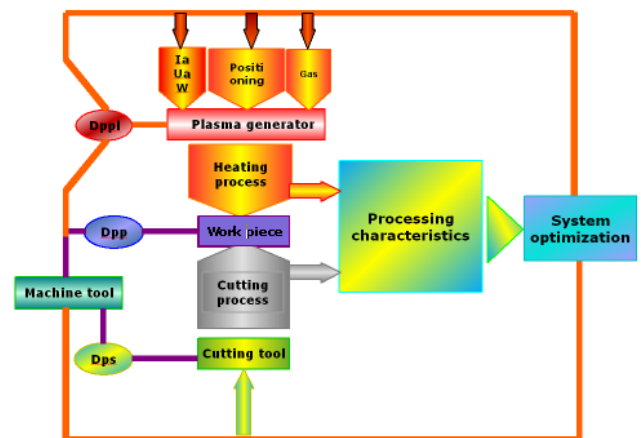 Ia
Ua
W
Positi
oning
Gas
Dppl
Plasma generator
Heating
process
Processing
characteristics
System
optimization
Dpp
Work piece
Machine tool
Cutting
process
Dps
Cutting tool